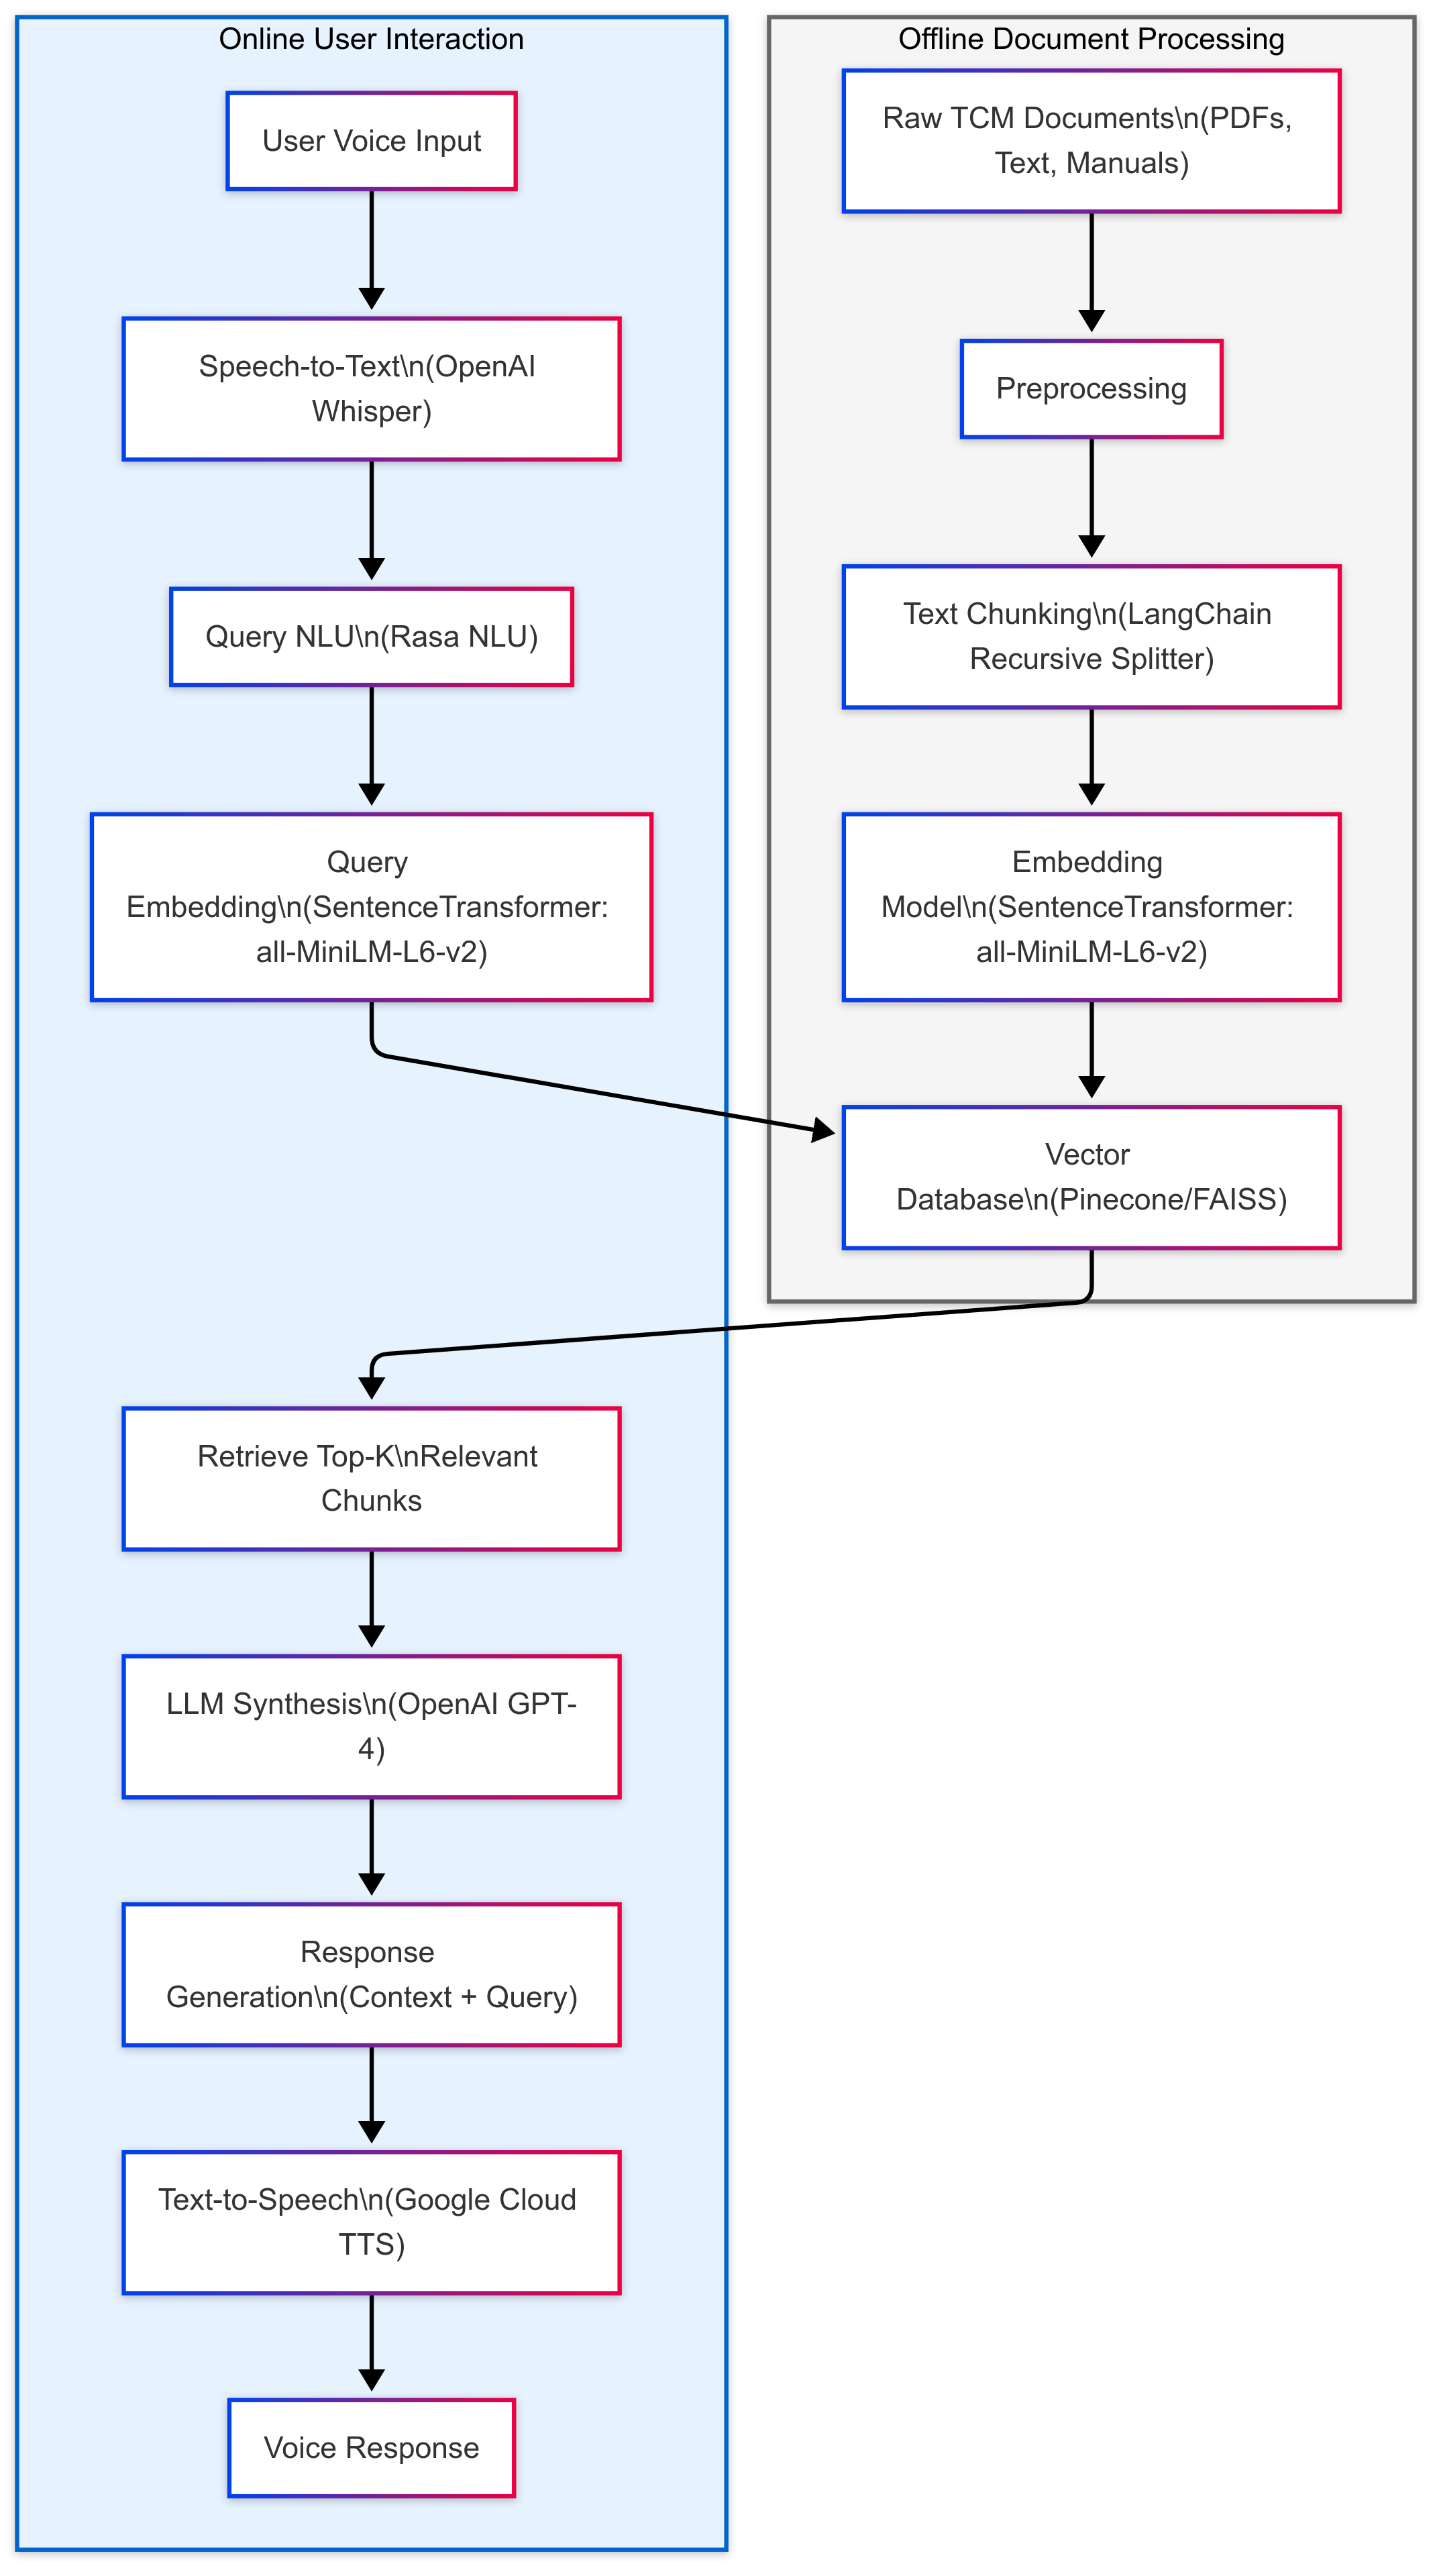 Online User Interaction
User Voice Input
Speech-to-Text\n(OpenAI
Whisper)
Query NLU\n(Rasa NLU)
Query
Embedding\n(SentenceTransformer:
all-MiniLM-L6-v2)
Retrieve Top-K\nRelevant
Chunks
LLM Synthesis\n(OpenAI GPT-
4)
Response
Generation\n(Context + Query)
Text-to-Speech\n(Google Cloud
TTS)
Voice Response
Offline Document Processing
Raw TCM Documents\n(PDFs,
Text, Manuals)
Preprocessing
Text Chunking\n(LangChain
Recursive Splitter)
Embedding
Model\n(SentenceTransformer:
all-MiniLM-L6-v2)
Vector
Database\n(Pinecone/FAISS)